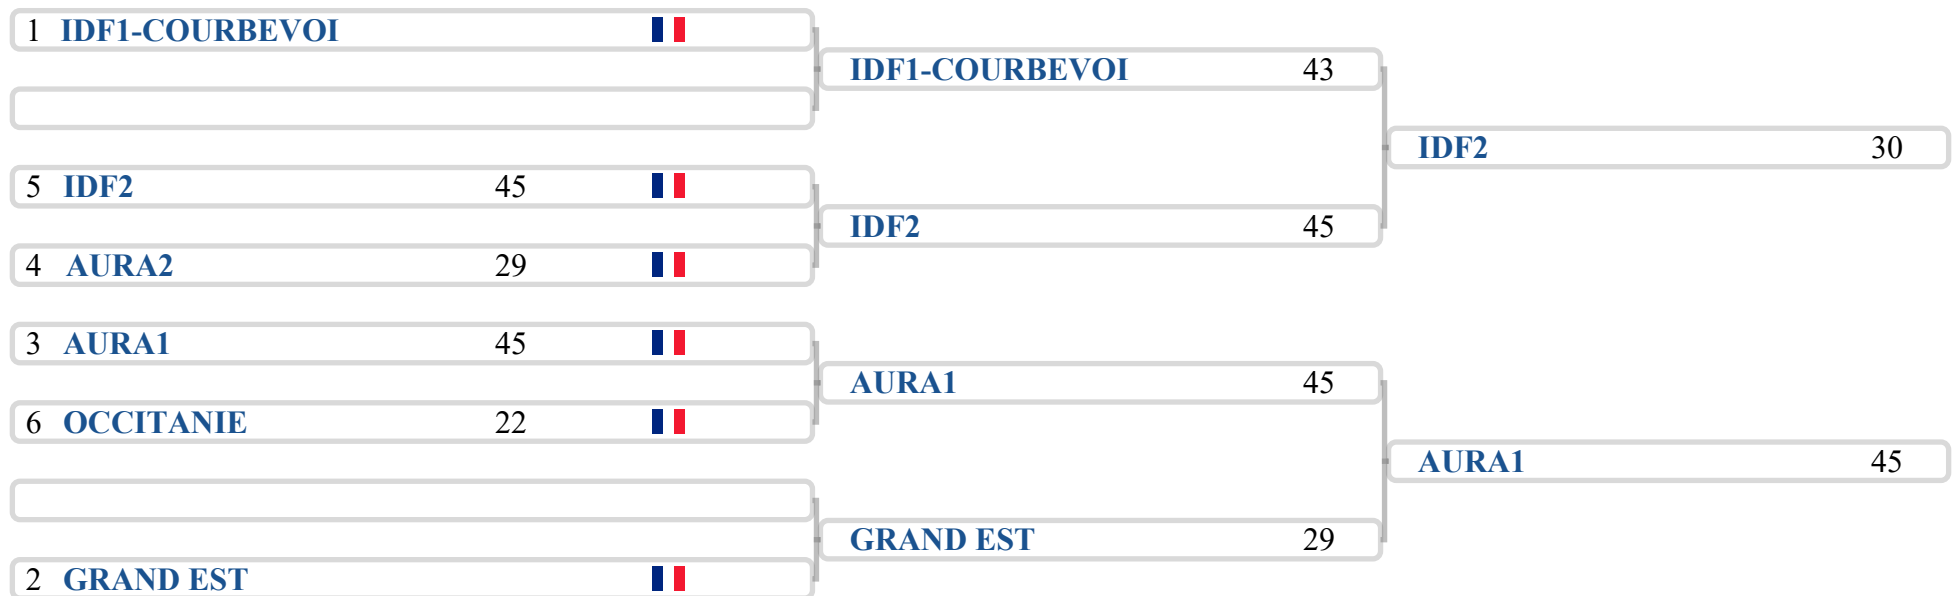 1 IDF1-COURBEVOI
IDF1-COURBEVOI 43
IDF2 30
5 IDF2 45
IDF2 45
4 AURA2 29
3 AURA1 45
AURA1 45
6 OCCITANIE 22
AURA1 45
GRAND EST 29
2 GRAND EST